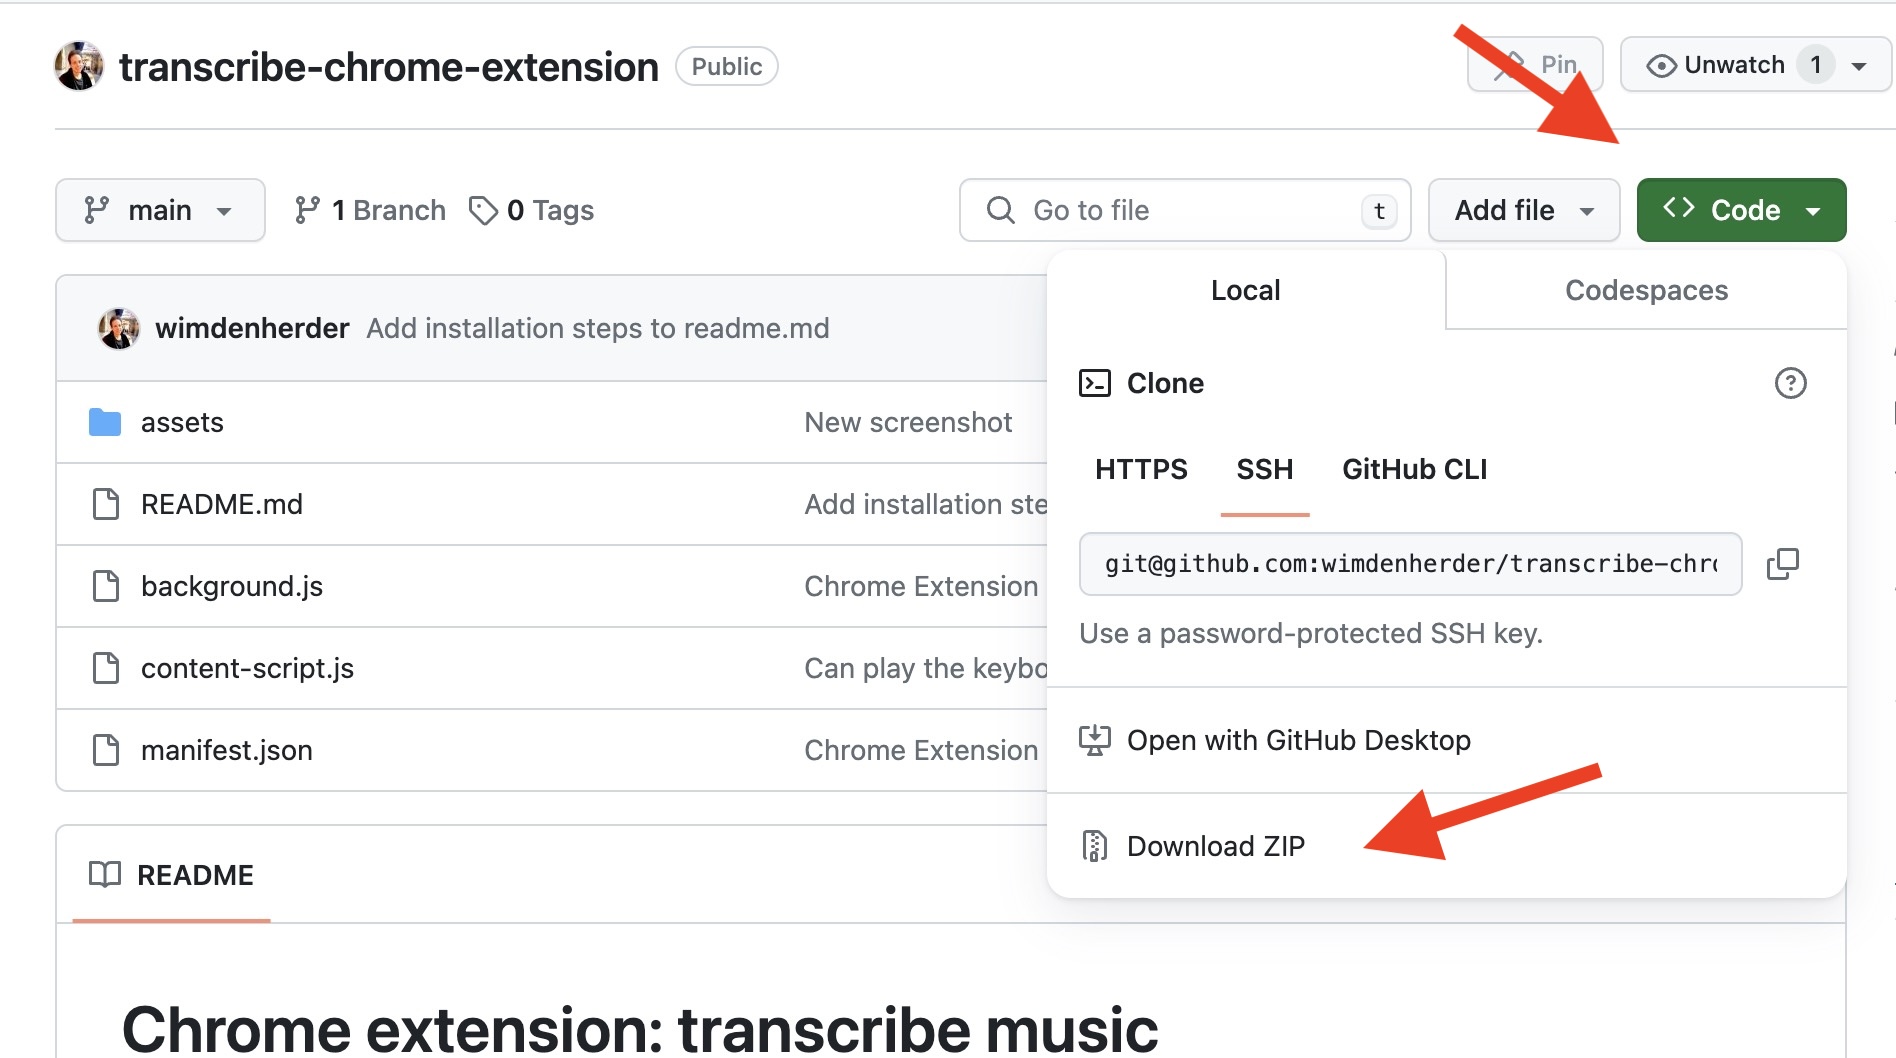 transcribe-chrome-extension Public
Pin Unwatch 1
main 1 Branch 0 Tags Go to file t Add file Code
wimdenherder Add installation steps to readme.md
assets New screenshot
README.md Add installation ste
background.js Chrome Extension
content-script.js Can play the keybo
manifest.json Chrome Extension
Local Codespaces
Clone
HTTPS SSH GitHub CLI
git@github.com:wimdenherder/transcribe-chro
Use a password-protected SSH key.
Open with GitHub Desktop
Download ZIP
README
Chrome extension: transcribe music